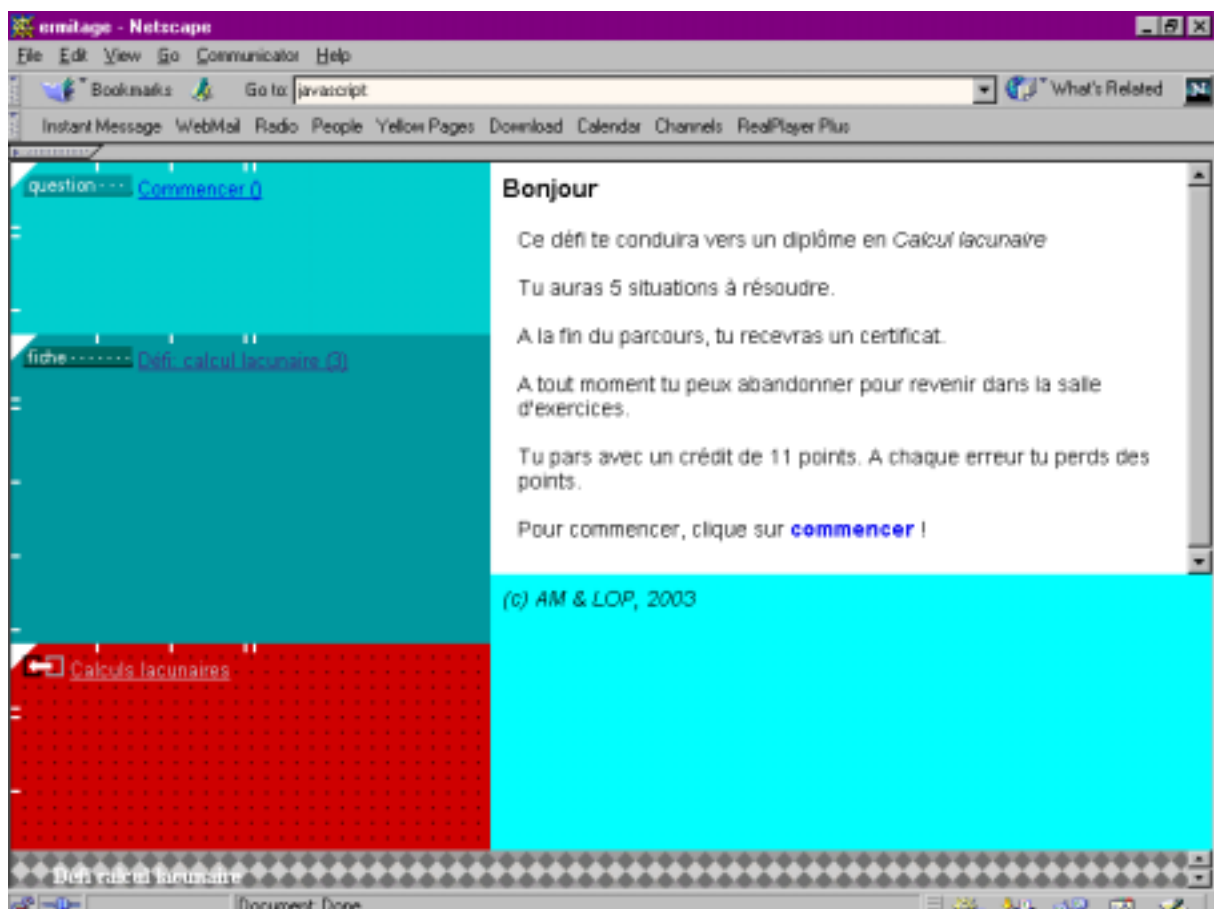 ermitage - Netscape
File Edit View Go Communicator Help
Bookmarks Go to: javascript What's Related N
Instant Message WebMail Radio People Yellow Pages Download Calendar Channels RealPlayer Plus
question Commencer ()
fiche Défi: calcul lacunaire (3)
Calculs lacunaires
Bonjour
Ce défi te conduira vers un diplôme en Calcul lacunaire
Tu auras 5 situations à résoudre.
A la fin du parcours, tu recevras un certificat.
A tout moment tu peux abandonner pour revenir dans la salle
d'exercices.
Tu pars avec un crédit de 11 points. A chaque erreur tu perds des
points.
Pour commencer, clique sur commencer !
(c) AM & LOP, 2003
Défi calcul lacunaire
Document: Done